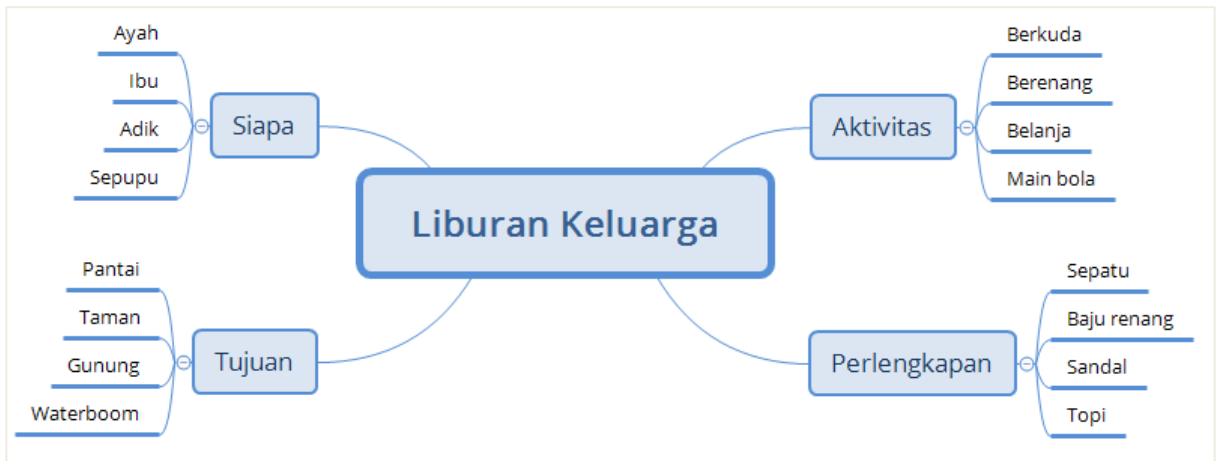 Liburan Keluarga
Siapa
Ayah
Ibu
Adik
Sepupu
Tujuan
Pantai
Taman
Gunung
Waterboom
Aktivitas
Berkuda
Berenang
Belanja
Main bola
Perlengkapan
Sepatu
Baju renang
Sandal
Topi